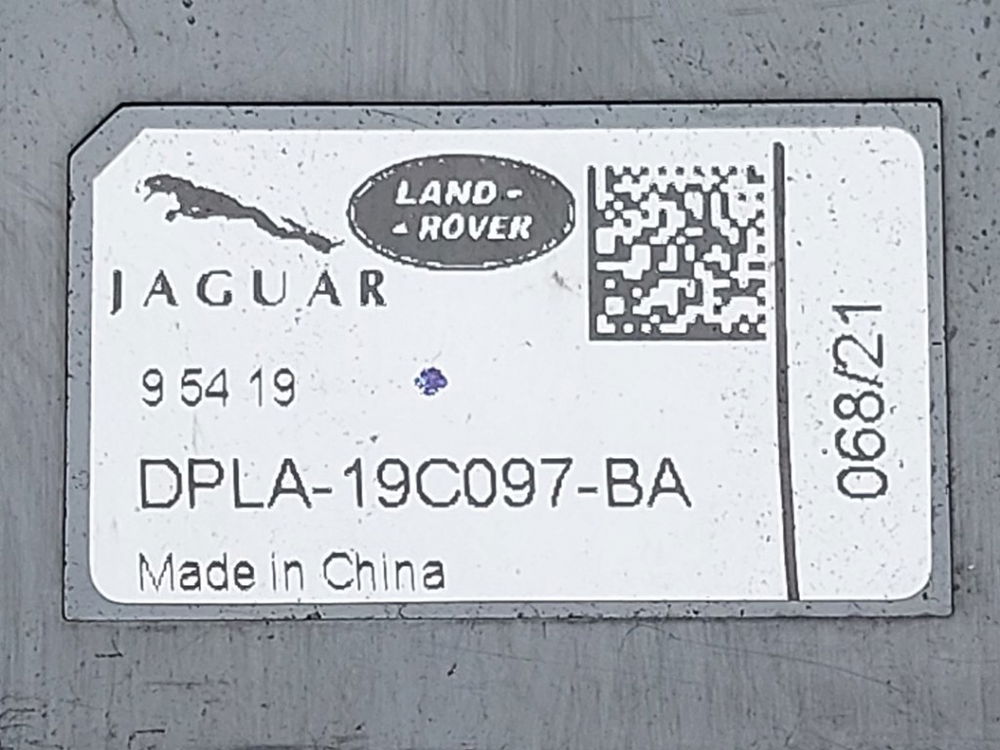 JAGUAR
LAND-
-ROVER
9 54 19
DPLA-19C097-BA
Made in China
068/21